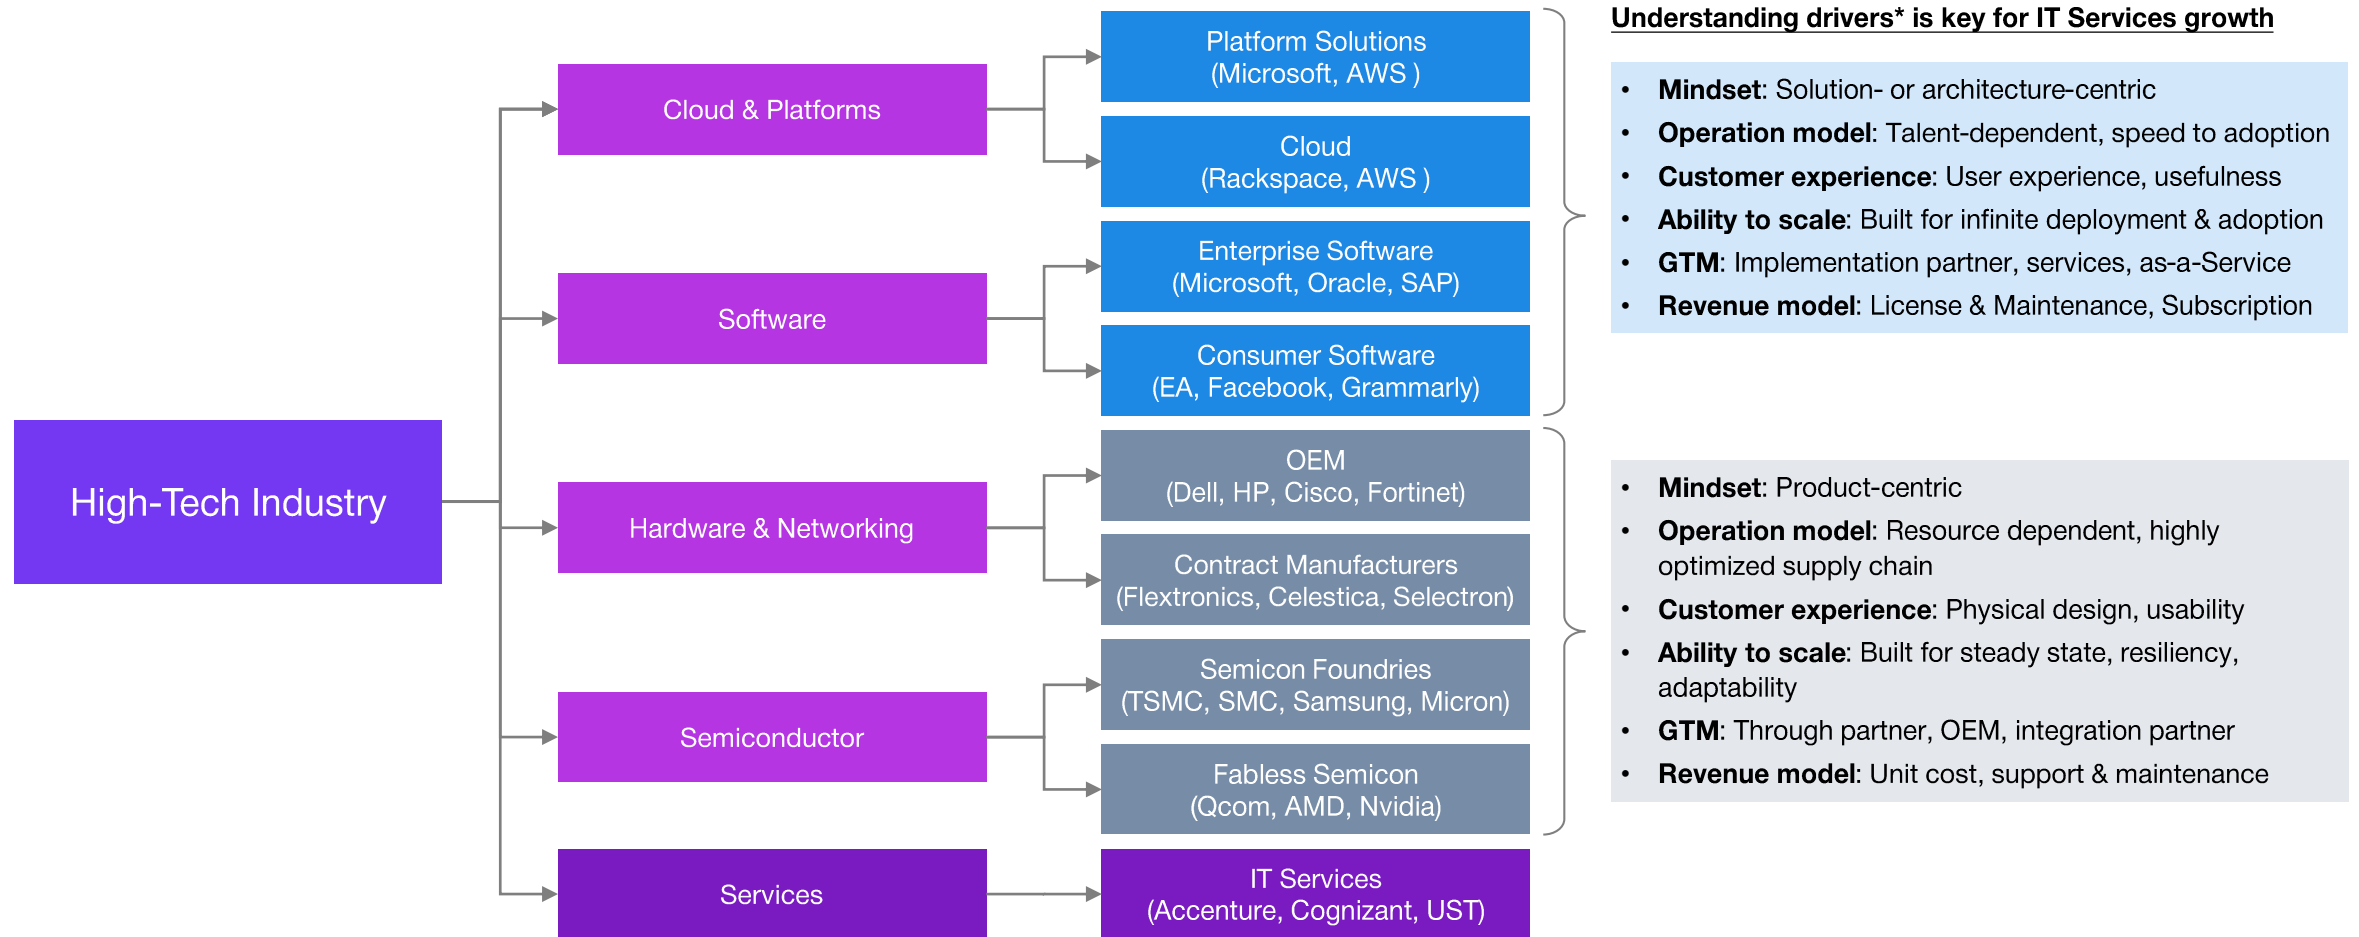 High-Tech Industry
Cloud & Platforms
Software
Hardware & Networking
Semiconductor
Services
Platform Solutions
(Microsoft, AWS )
Cloud
(Rackspace, AWS )
Enterprise Software
(Microsoft, Oracle, SAP)
Consumer Software
(EA, Facebook, Grammarly)
OEM
(Dell, HP, Cisco, Fortinet)
Contract Manufacturers
(Flextronics, Celestica, Selectron)
Semicon Foundries
(TSMC, SMC, Samsung, Micron)
Fabless Semicon
(Qcom, AMD, Nvidia)
IT Services
(Accenture, Cognizant, UST)
Understanding drivers* is key for IT Services growth
• Mindset: Solution- or architecture-centric
• Operation model: Talent-dependent, speed to adoption
• Customer experience: User experience, usefulness
• Ability to scale: Built for infinite deployment & adoption
• GTM: Implementation partner, services, as-a-Service
• Revenue model: License & Maintenance, Subscription
• Mindset: Product-centric
• Operation model: Resource dependent, highly
optimized supply chain
• Customer experience: Physical design, usability
• Ability to scale: Built for steady state, resiliency,
adaptability
• GTM: Through partner, OEM, integration partner
• Revenue model: Unit cost, support & maintenance